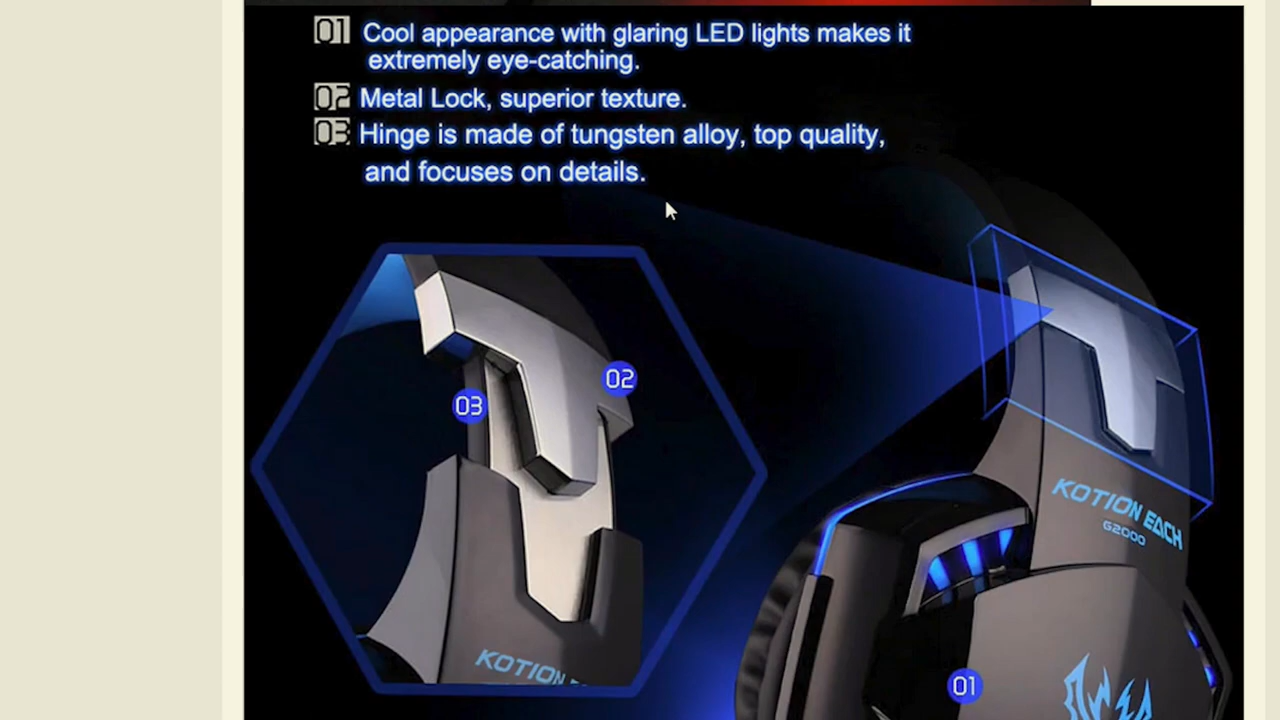 01 Cool appearance with glaring LED lights makes it
extremely eye-catching.
02 Metal Lock, superior texture.
03 Hinge is made of tungsten alloy, top quality,
and focuses on details.
02
03
KOTION EACH
G2000
KOTION
01